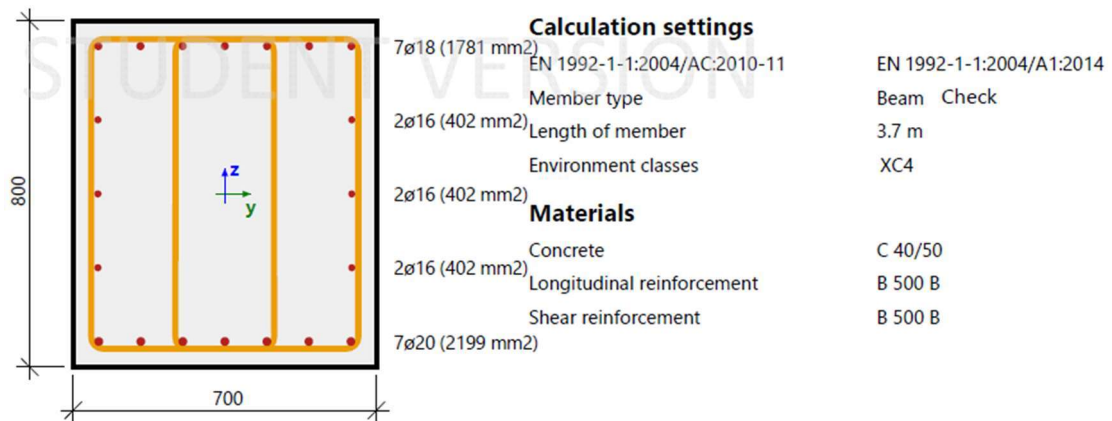 STUDENT VERSION
Calculation settings
7ø18 (1781 mm2)
EN 1992-1-1:2004/AC:2010-11 EN 1992-1-1:2004/A1:2014
Member type Beam Check
2ø16 (402 mm2)
Length of member 3.7 m
Environment classes XC4
800
z
y
2ø16 (402 mm2)
Materials
Concrete C 40/50
2ø16 (402 mm2)
Longitudinal reinforcement B 500 B
Shear reinforcement B 500 B
7ø20 (2199 mm2)
700